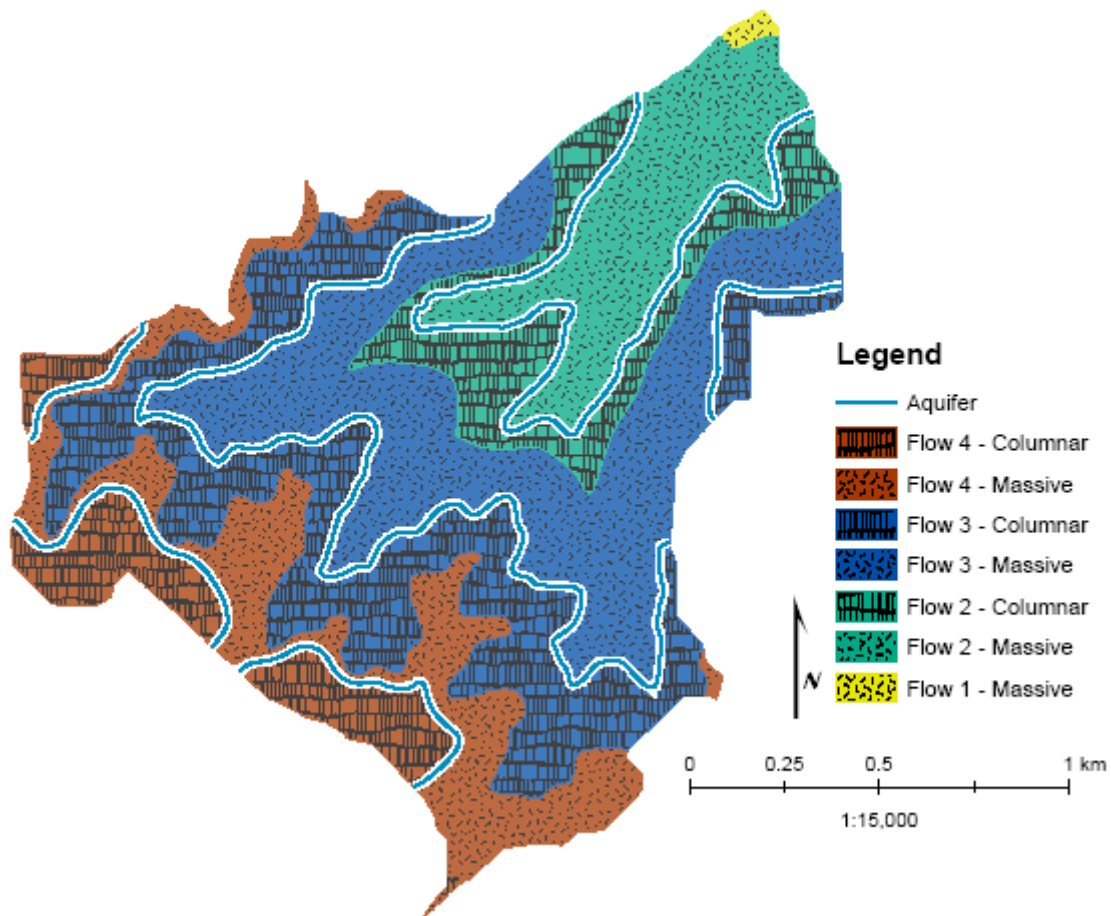 Legend
Aquifer
Flow 4 - Columnar
Flow 4 - Massive
Flow 3 - Columnar
Flow 3 - Massive
Flow 2 - Columnar
Flow 2 - Massive
Flow 1 - Massive
N
0 0.25 0.5 1 km
1:15,000